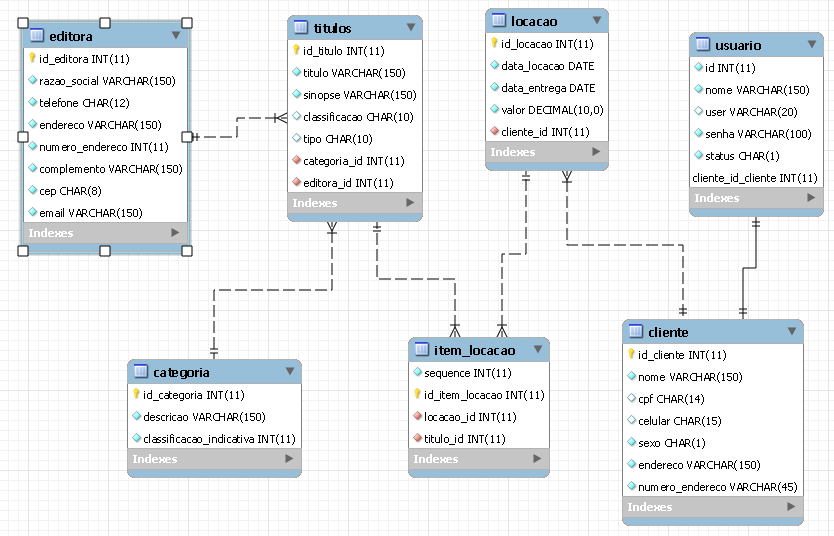 editora
id_editora INT(11)
razao_social VARCHAR(150)
telefone CHAR(12)
endereco VARCHAR(150)
numero_endereco INT(11)
complemento VARCHAR(150)
cep CHAR(8)
email VARCHAR(150)
Indexes
titulos
id_titulo INT(11)
titulo VARCHAR(150)
sinopse VARCHAR(150)
classificacao CHAR(10)
tipo CHAR(10)
categoria_id INT(11)
editora_id INT(11)
Indexes
locacao
id_locacao INT(11)
data_locacao DATE
data_entrega DATE
valor DECIMAL(10,0)
cliente_id INT(11)
Indexes
usuario
id INT(11)
nome VARCHAR(150)
user VARCHAR(20)
senha VARCHAR(100)
status CHAR(1)
cliente_id_cliente INT(11)
Indexes
categoria
id_categoria INT(11)
descricao VARCHAR(150)
classificacao_indicativa INT(11)
Indexes
item_locacao
sequence INT(11)
id_item_locacao INT(11)
locacao_id INT(11)
titulo_id INT(11)
Indexes
cliente
id_cliente INT(11)
nome VARCHAR(150)
cpf CHAR(14)
celular CHAR(15)
sexo CHAR(1)
endereco VARCHAR(150)
numero_endereco VARCHAR(45)
Indexes